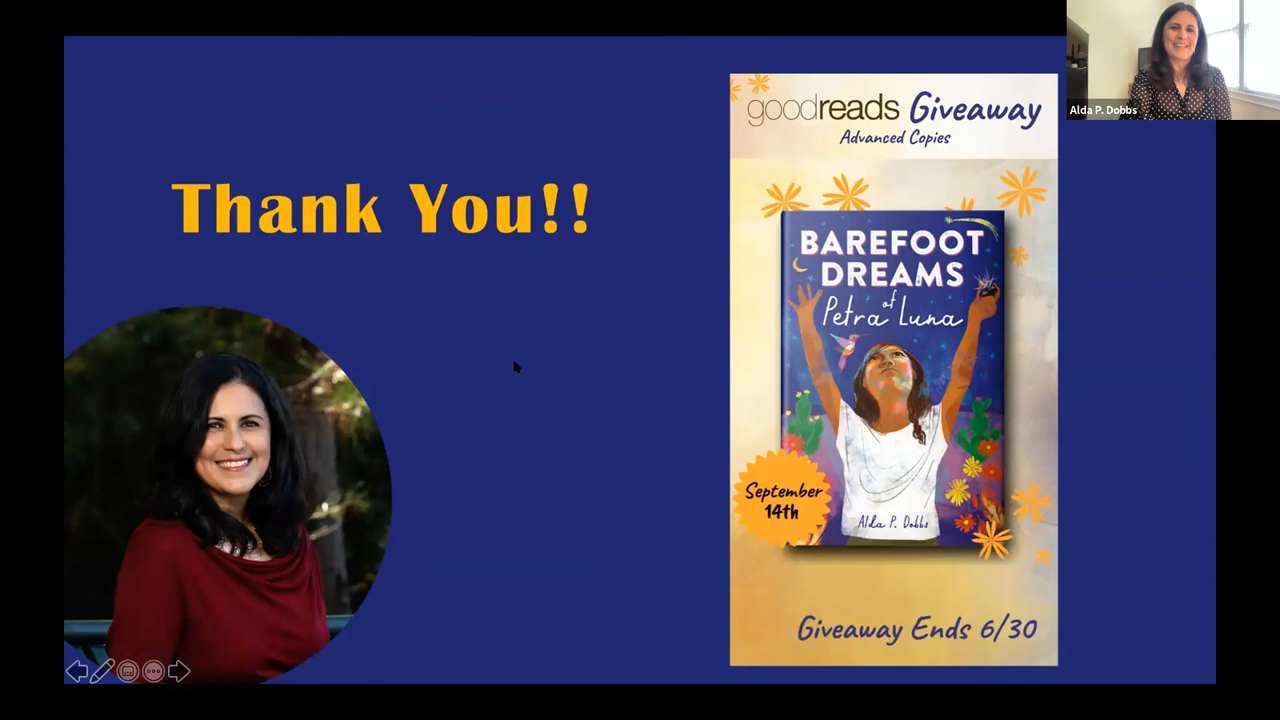 Thank You!!
goodreads Giveaway
Advanced Copies
BAREFOOT
DREAMS
of
Petra Luna
September
14th
Alda P. Dobbs
Giveaway Ends 6/30
Alda P. Dobbs